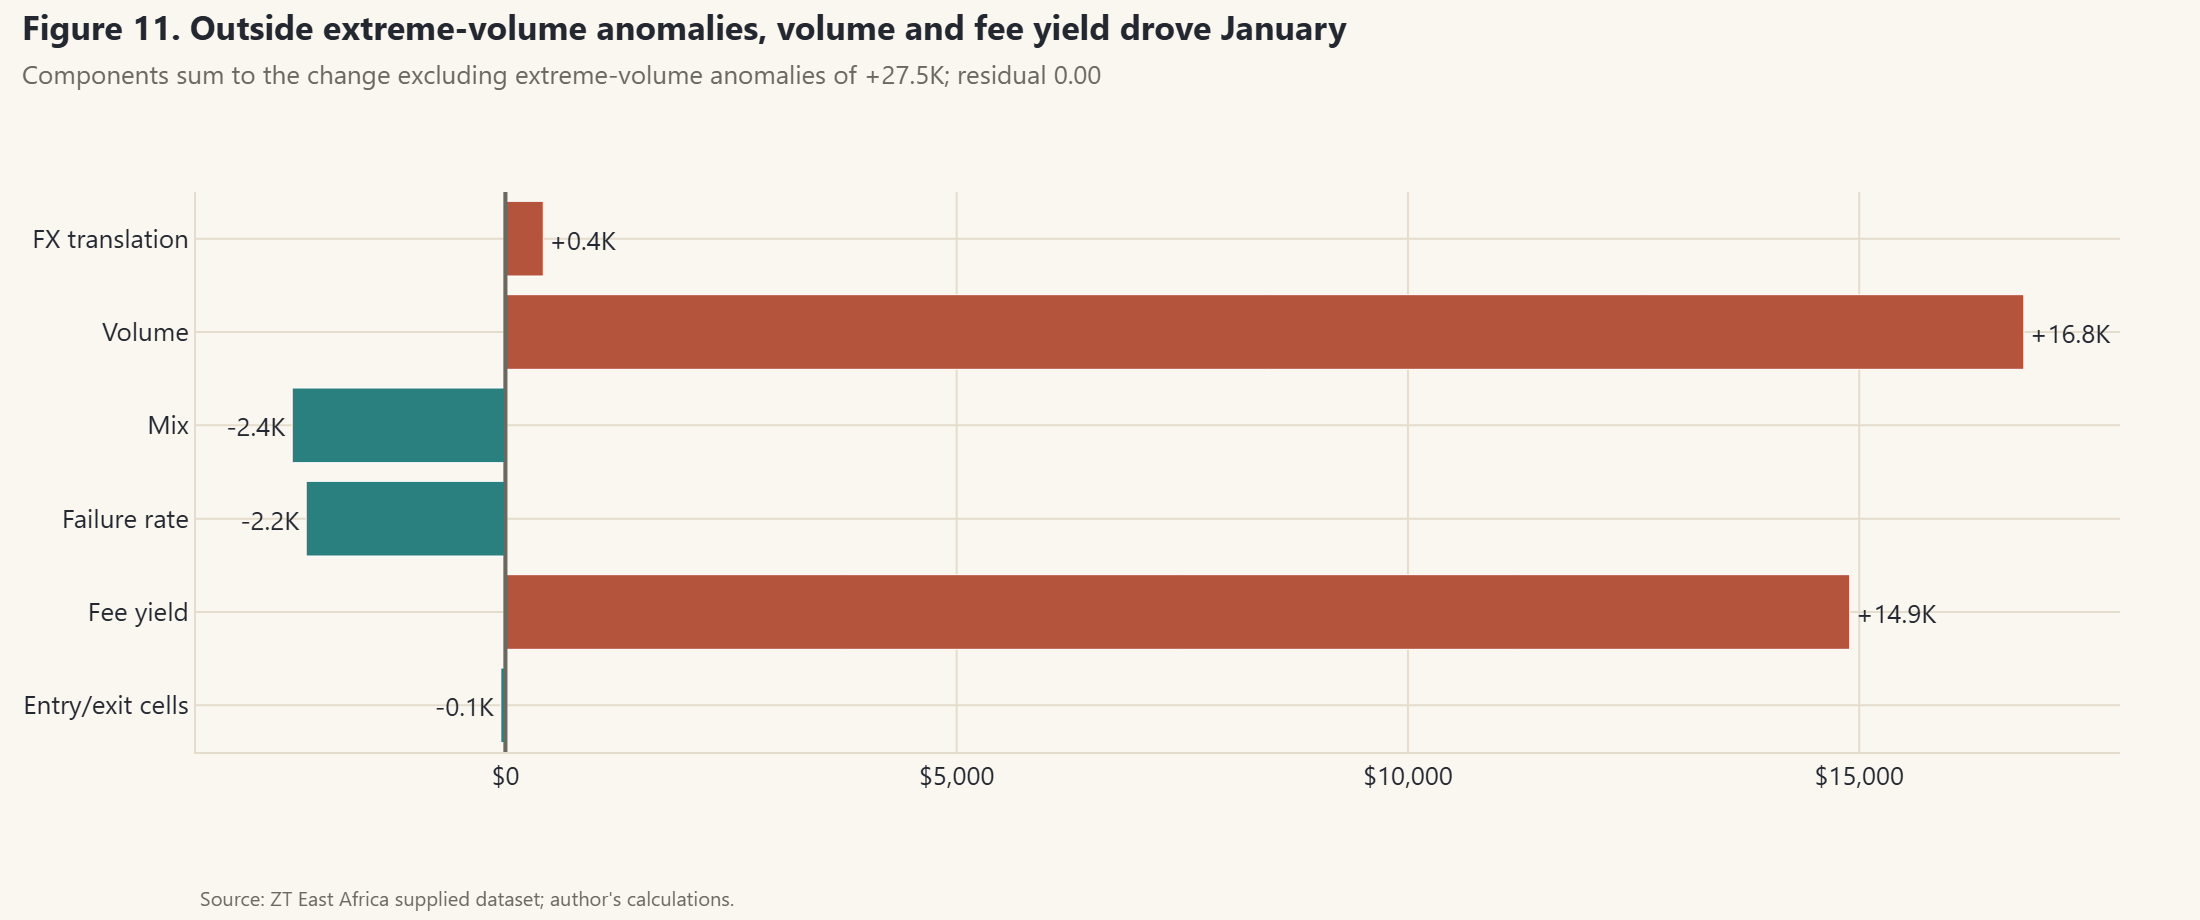 Figure 11. Outside extreme-volume anomalies, volume and fee yield drove January
Components sum to the change excluding extreme-volume anomalies of +27.5K; residual 0.00
FX translation
+0.4K
Volume
+16.8K
Mix
-2.4K
Failure rate
-2.2K
Fee yield
+14.9K
Entry/exit cells
-0.1K
$0
$5,000
$10,000
$15,000
Source: ZT East Africa supplied dataset; author's calculations.